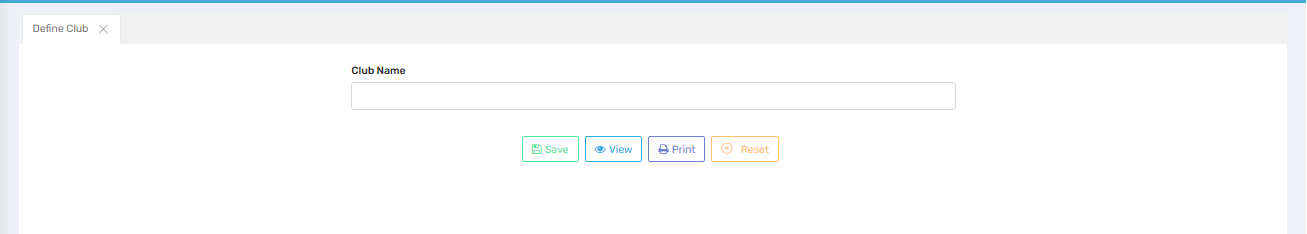 Define Club
Club Name
Save View Print Reset